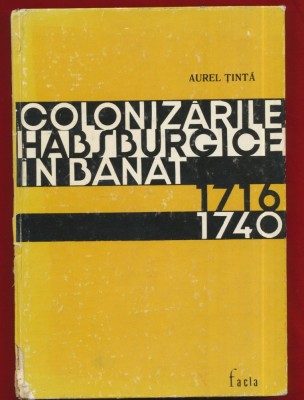 AUREL ȚINTĂ
COLONIZĂRILE
HABSBURGICE
ÎN BANAT
1716
1740
facla